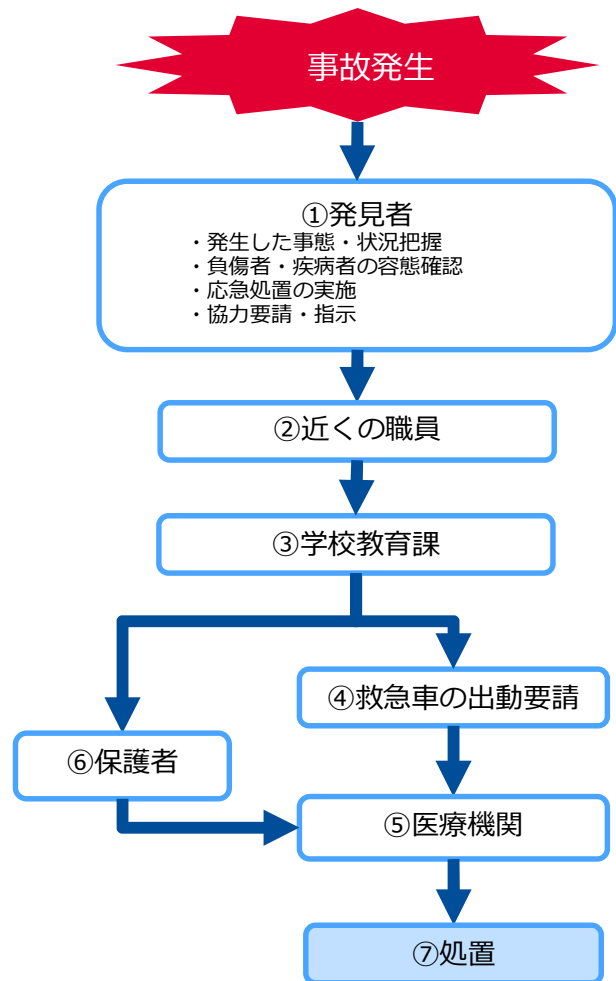 事故発生
①発見者
・発生した事態・状況把握
・負傷者・疾病者の容態確認
・応急処置の実施
・協力要請・指示
②近くの職員
③学校教育課
④救急車の出動要請
⑥保護者
⑤医療機関
⑦処置